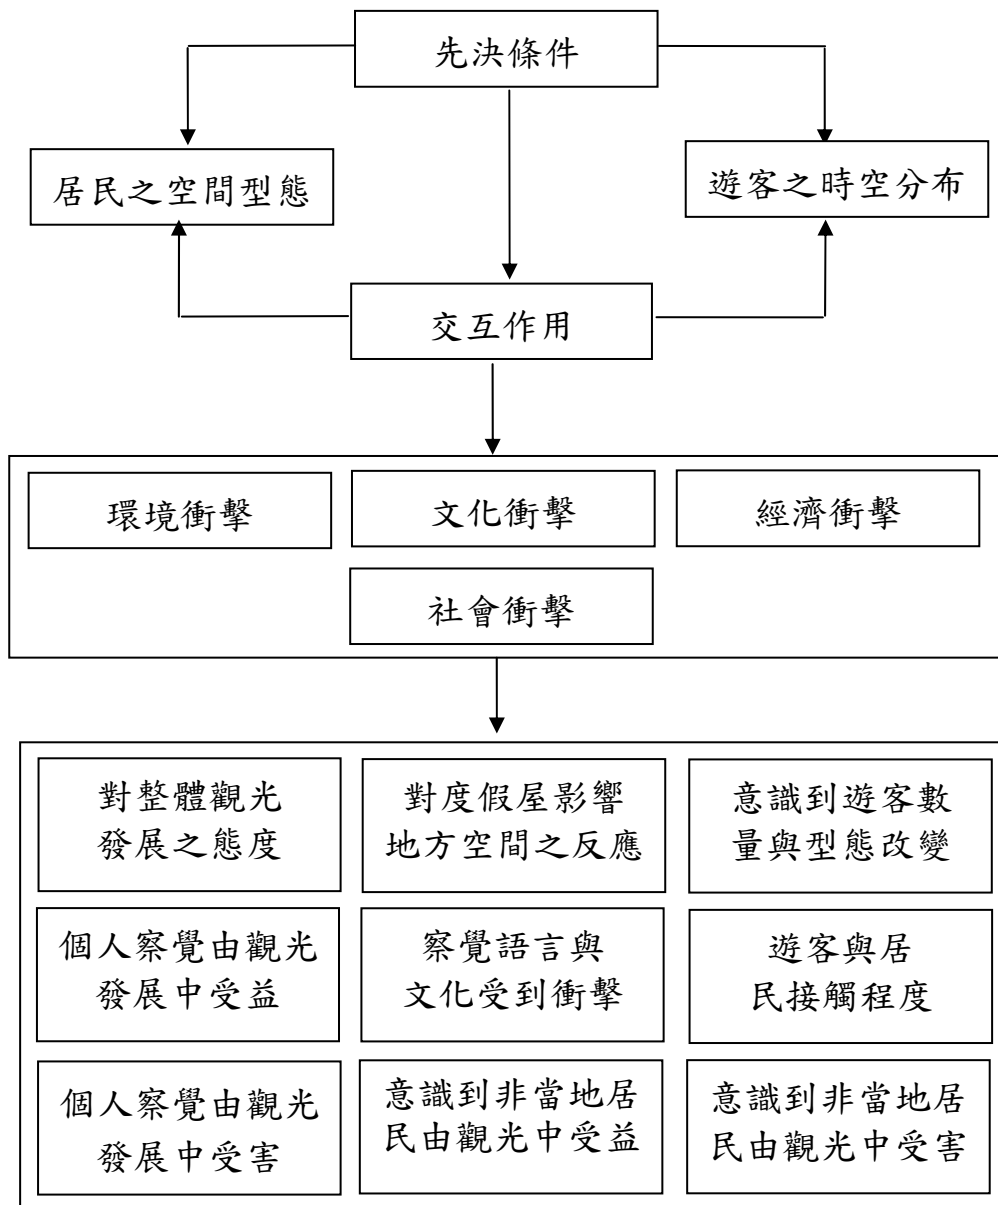 先決條件
居民之空間型態
遊客之時空分布
交互作用
環境衝擊
文化衝擊
經濟衝擊
社會衝擊
對整體觀光
發展之態度
對度假屋影響
地方空間之反應
意識到遊客數
量與型態改變
個人察覺由觀光
發展中受益
察覺語言與
文化受到衝擊
遊客與居
民接觸程度
個人察覺由觀光
發展中受害
意識到非當地居
民由觀光中受益
意識到非當地居
民由觀光中受害